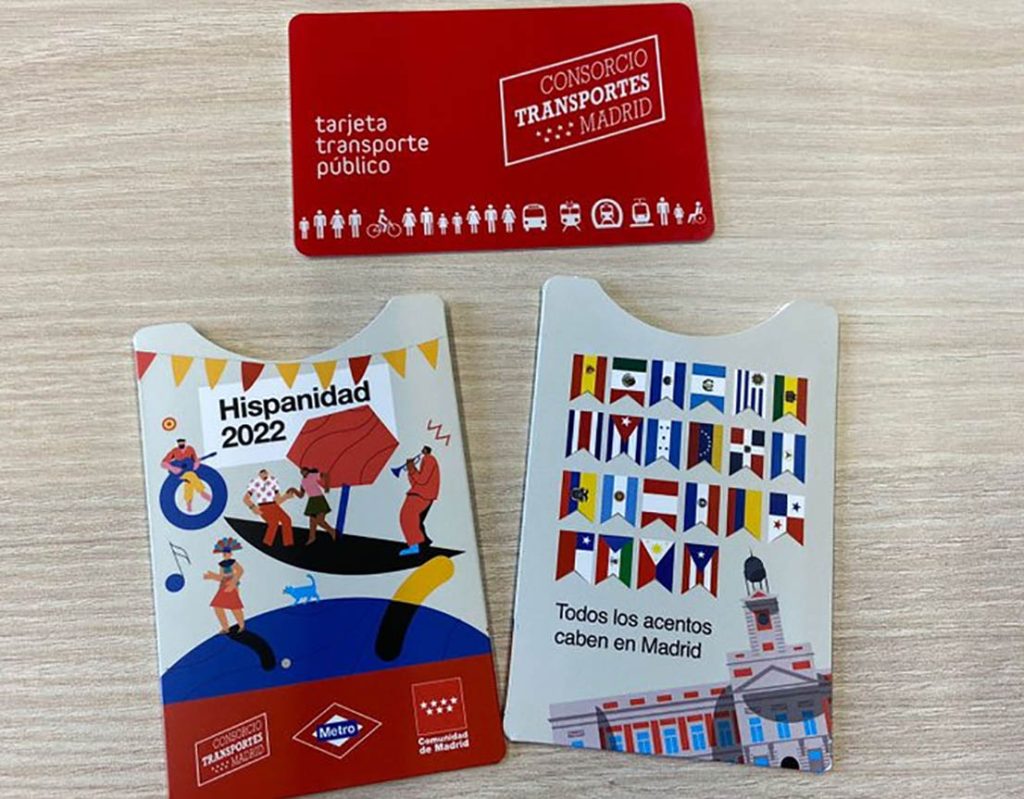 tarjeta
transporte
público
CONSORCIO
TRANSPORTES
MADRID
Hispanidad
2022
CONSORCIO
TRANSPORTES
MADRID
Metro
Comunidad
de Madrid
Todos los acentos
caben en Madrid